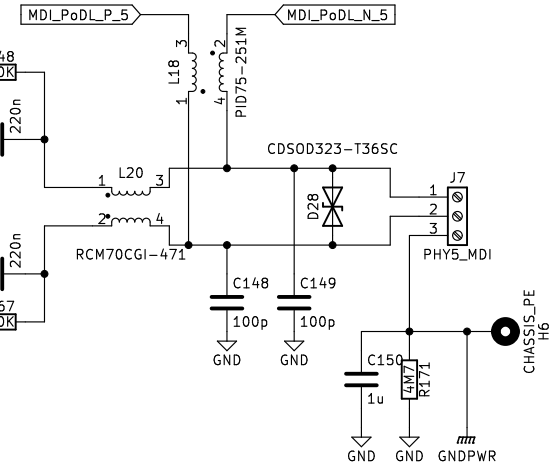 MDI_PoDL_P_5
MDI_PoDL_N_5
48
0K
220n
3
L18
1
2
4
PID75-251M
CDSOD323-T36SC
L20
1
3
2
4
RCM70CGI-471
D28
J7
1
2
3
PHY5_MDI
220n
67
0K
C148
100p
GND
C149
100p
GND
CHASSIS_PE
H6
C150
1u
4M7
R171
GND
GND
GNDPWR